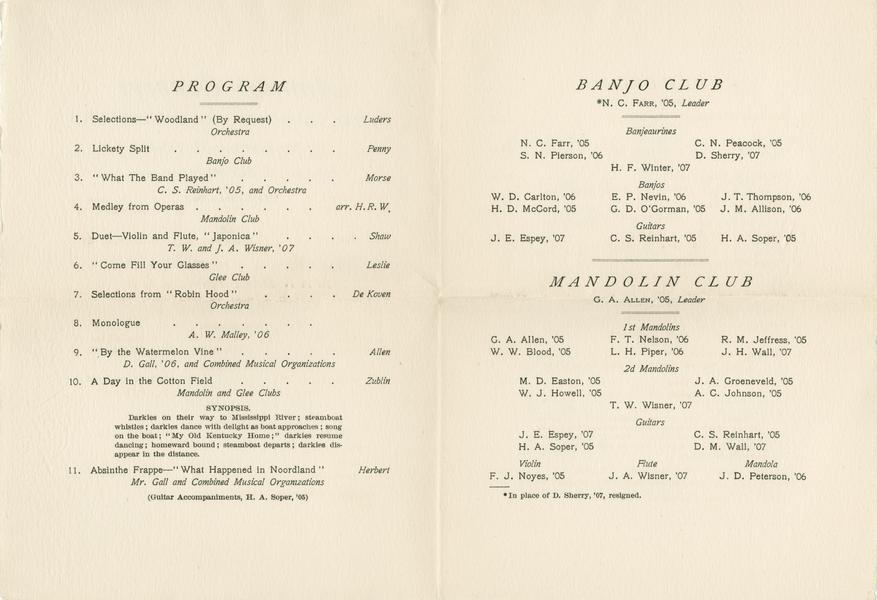 PROGRAM
1. Selections—"Woodland" (By Request) . . . Luders
Orchestra
2. Lickety Split . . . . . . . . Penny
Banjo Club
3. "What The Band Played" . . . . . Morse
C. S. Reinhart, '05, and Orchestra
4. Medley from Operas . . . . . . arr. H. R. W.
Mandolin Club
5. Duet—Violin and Flute, "Japonica" . . . . Shaw
T. W. and J. A. Wisner, '07
6. "Come Fill Your Glasses" . . . . . Leslie
Glee Club
7. Selections from "Robin Hood" . . . . De Koven
Orchestra
8. Monologue . . . . . . .
A. W. Malley, '06
9. "By the Watermelon Vine" . . . . . Allen
D. Gall, '06, and Combined Musical Organizations
10. A Day in the Cotton Field . . . . . Zublin
Mandolin and Glee Clubs
SYNOPSIS.
Darkies on their way to Mississippi River; steamboat
whistles; darkies dance with delight as boat approaches; song
on the boat; "My Old Kentucky Home;" darkies resume
dancing; homeward bound; steamboat departs; darkies dis-
appear in the distance.
11. Absinthe Frappe—"What Happened in Noordland" Herbert
Mr. Gall and Combined Musical Organizations
(Guitar Accompaniments, H. A. Soper, '05)
BANJO CLUB
*N. C. FARR, '05, Leader
Banjeaurines
N. C. Farr, '05 C. N. Peacock, '05
S. N. Pierson, '06 D. Sherry, '07
H. F. Winter, '07
Banjos
W. D. Carlton, '06 E. P. Nevin, '06 J. T. Thompson, '06
H. D. McCord, '05 G. D. O'Gorman, '05 J. M. Allison, '06
Guitars
J. E. Espey, '07 C. S. Reinhart, '05 H. A. Soper, '05
MANDOLIN CLUB
G. A. ALLEN, '05, Leader
1st Mandolins
G. A. Allen, '05 F. T. Nelson, '06 R. M. Jeffress, '05
W. W. Blood, '05 L. H. Piper, '06 J. H. Wall, '07
2d Mandolins
M. D. Easton, '05 J. A. Groeneveld, '05
W. J. Howell, '05 A. C. Johnson, '05
T. W. Wisner, '07
Guitars
J. E. Espey, '07 C. S. Reinhart, '05
H. A. Soper, '05 D. M. Wall, '07
Violin Flute Mandola
F. J. Noyes, '05 J. A. Wisner, '07 J. D. Peterson, '06
*In place of D. Sherry, '07, resigned.